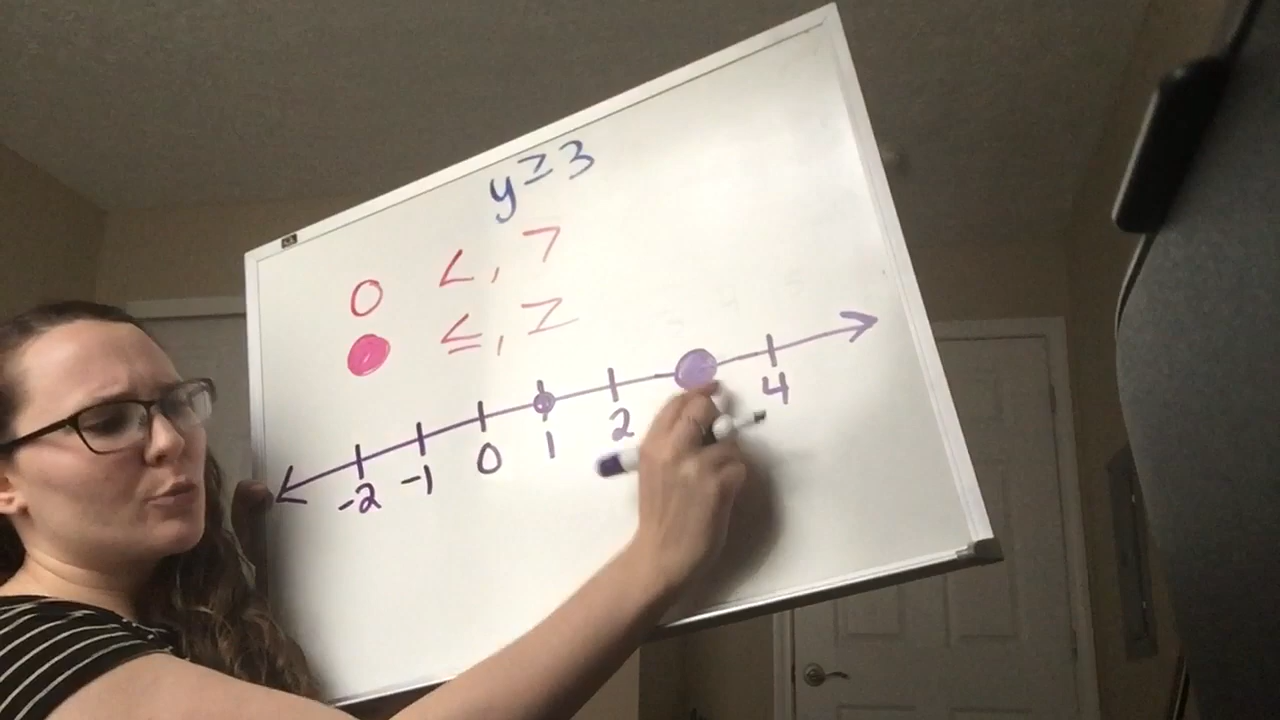 y ≥ 3
<, >
≤, ≥
-2 -1 0 1 2 4